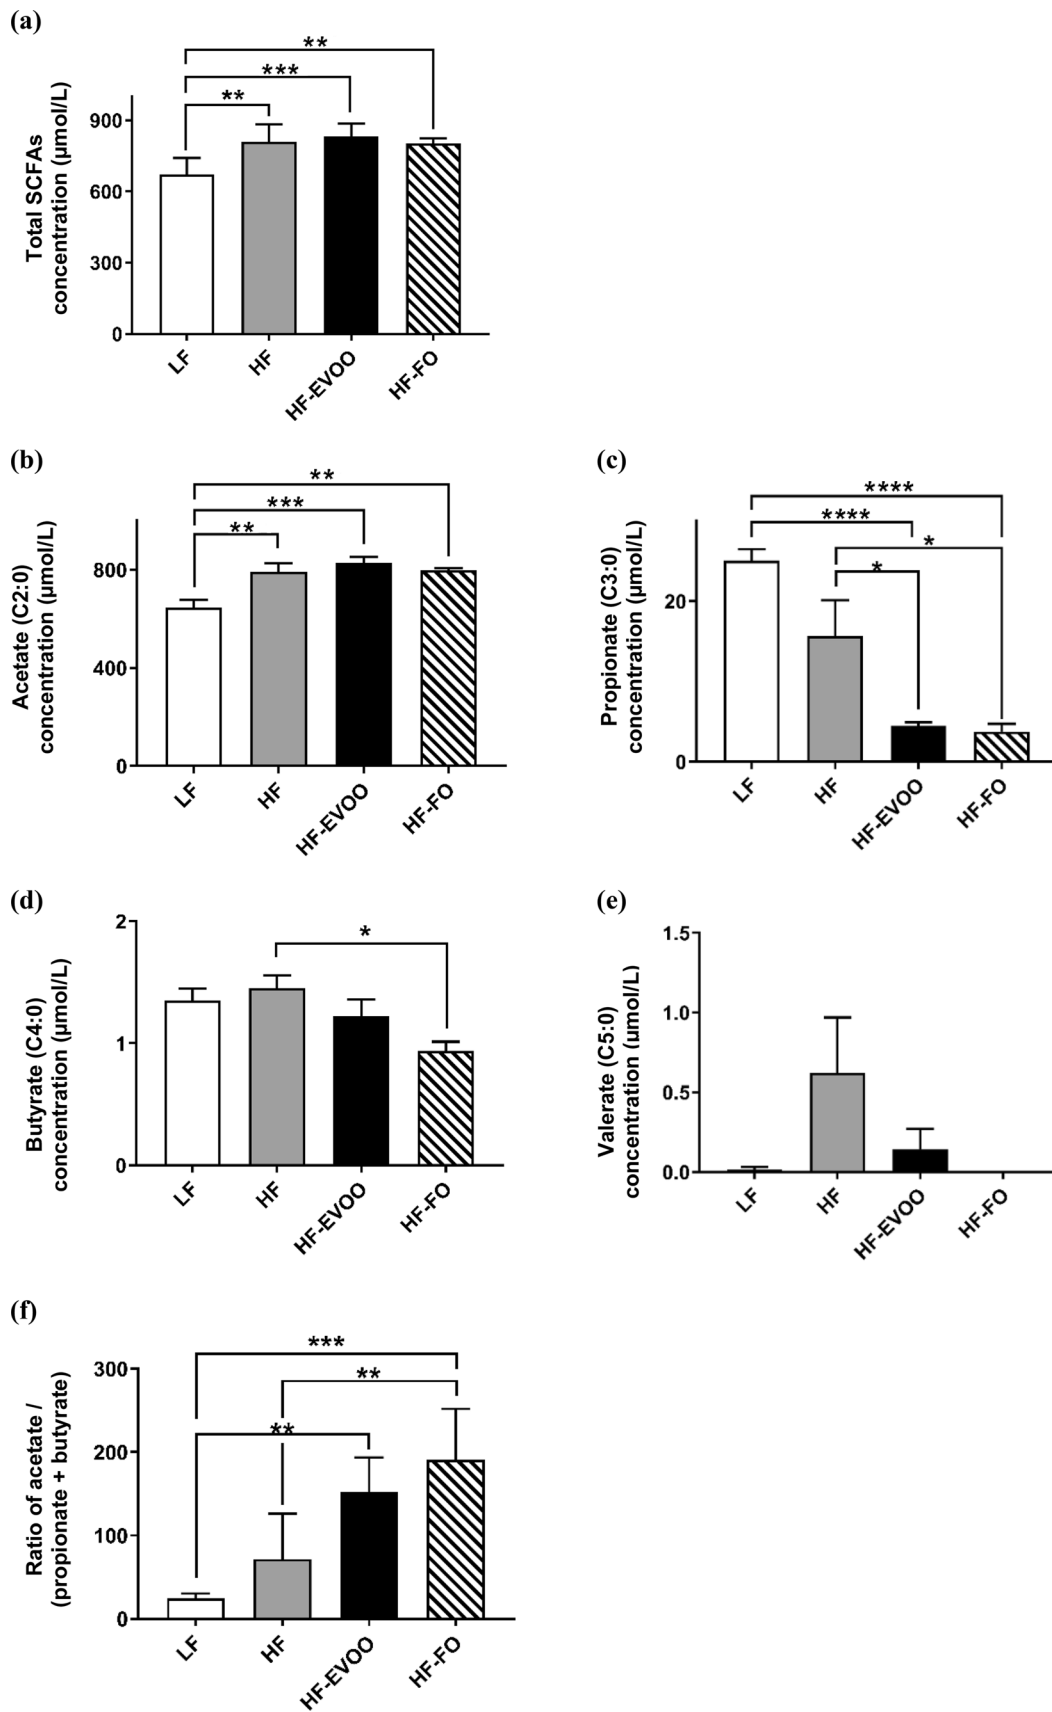 (a)
**
***
**
Total SCFAs
concentration (µmol/L)
900
600
300
0
LF
HF
HF-EVOO
HF-FO
(b)
**
***
**
Acetate (C2:0)
concentration (µmol/L)
800
400
0
LF
HF
HF-EVOO
HF-FO
(c)
****
****
*
*
Propionate (C3:0)
concentration (µmol/L)
20
0
LF
HF
HF-EVOO
HF-FO
(d)
*
Butyrate (C4:0)
concentration (µmol/L)
2
1
0
LF
HF
HF-EVOO
HF-FO
(e)
Valerate (C5:0)
concentration (µmol/L)
1.5
1.0
0.5
0.0
LF
HF
HF-EVOO
HF-FO
(f)
***
**
**
Ratio of acetate /
(propionate + butyrate)
300
200
100
0
LF
HF
HF-EVOO
HF-FO